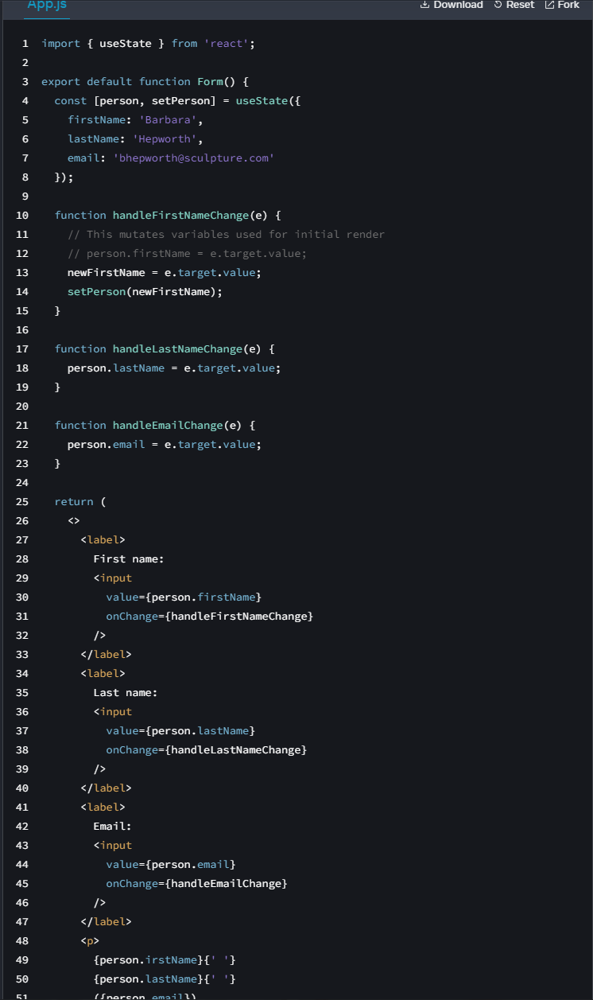 App.js Download Reset Fork
1 import { useState } from 'react';
2
3 export default function Form() {
4 const [person, setPerson] = useState({
5 firstName: 'Barbara',
6 lastName: 'Hepworth',
7 email: 'bhepworth@sculpture.com'
8 });
9
10 function handleFirstNameChange(e) {
11 // This mutates variables used for initial render
12 // person.firstName = e.target.value;
13 newFirstName = e.target.value;
14 setPerson(newFirstName);
15 }
16
17 function handleLastNameChange(e) {
18 person.lastName = e.target.value;
19 }
20
21 function handleEmailChange(e) {
22 person.email = e.target.value;
23 }
24
25 return (
26 <>
27 <label>
28 First name:
29 <input
30 value={person.firstName}
31 onChange={handleFirstNameChange}
32 />
33 </label>
34 <label>
35 Last name:
36 <input
37 value={person.lastName}
38 onChange={handleLastNameChange}
39 />
40 </label>
41 <label>
42 Email:
43 <input
44 value={person.email}
45 onChange={handleEmailChange}
46 />
47 </label>
48 <p>
49 {person.irstName}{' '}
50 {person.lastName}{' '}
51 ({person.email})